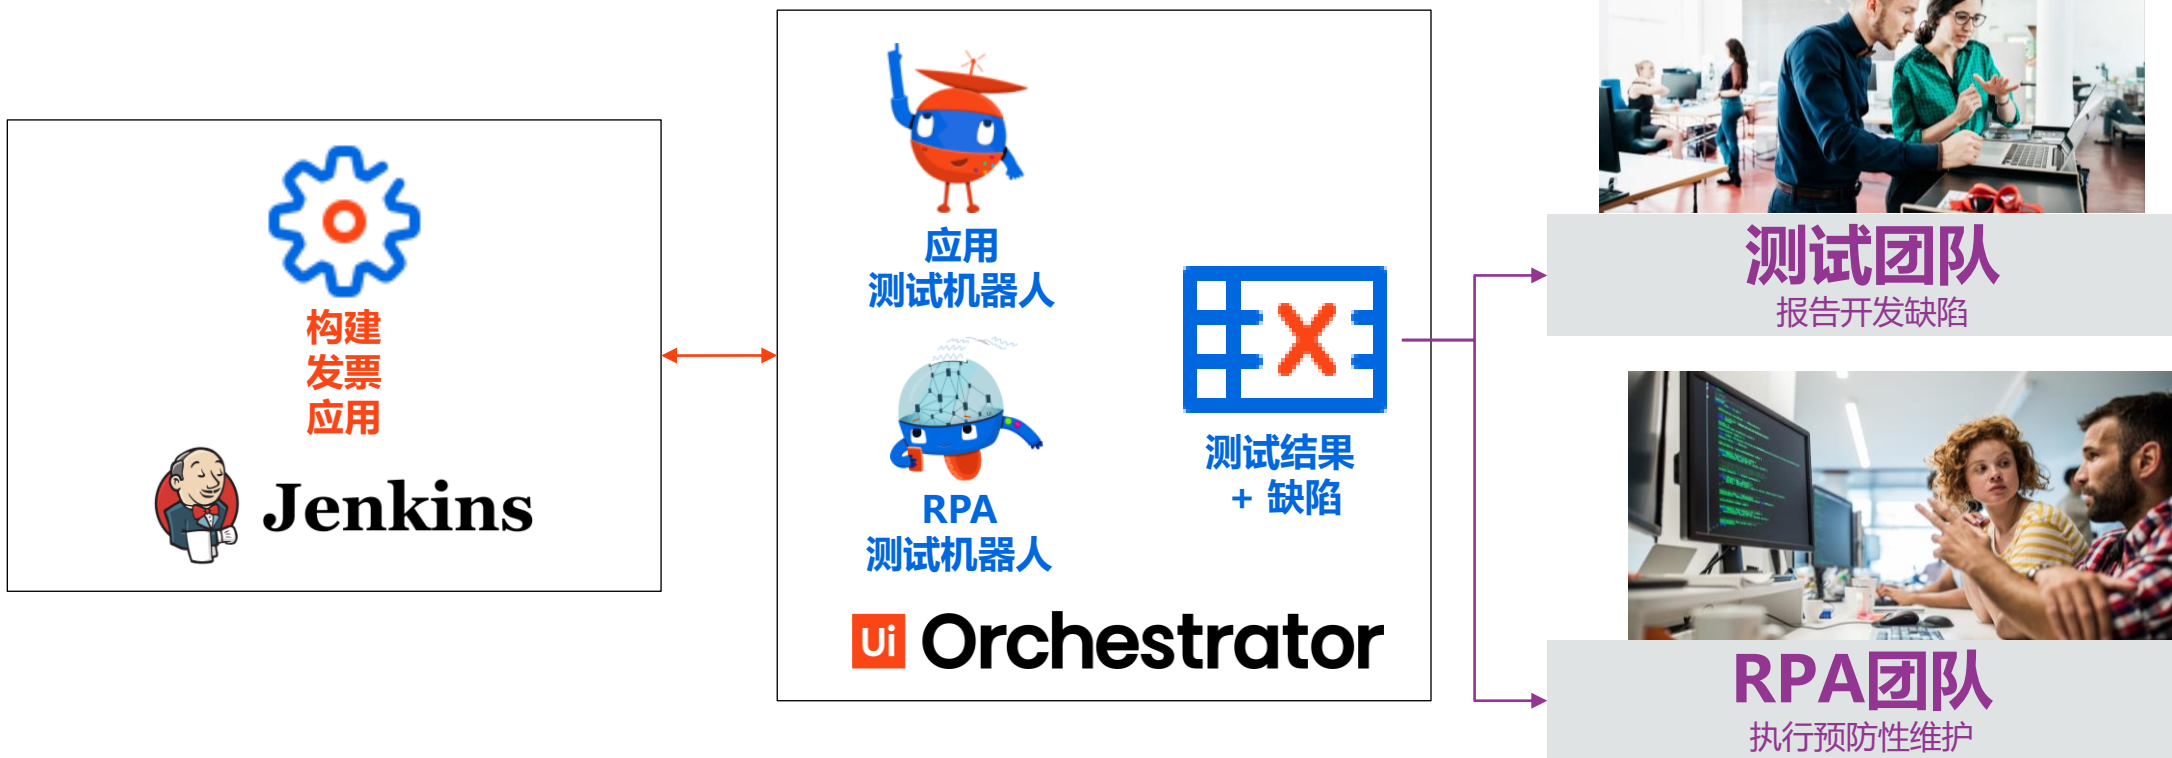 构建
发票
应用
Jenkins
应用
测试机器人
RPA
测试机器人
测试结果
+ 缺陷
Ui Orchestrator
测试团队
报告开发缺陷
RPA团队
执行预防性维护